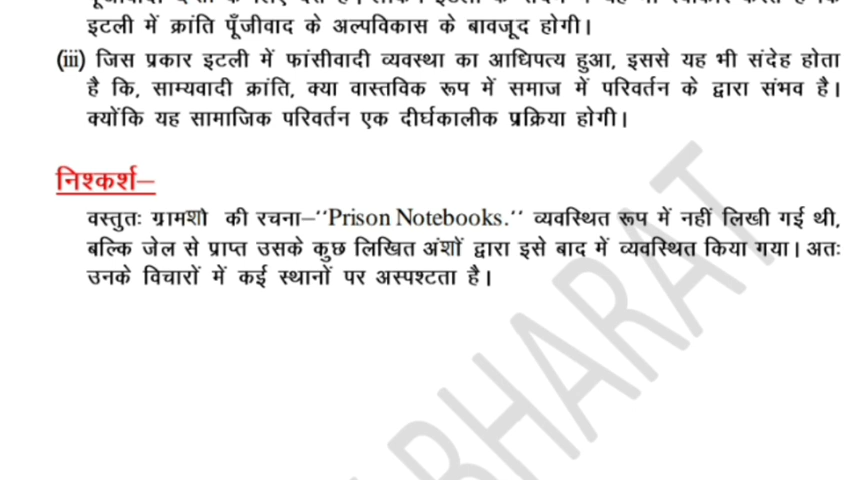 इटली में क्रांति पूँजीवाद के अल्पविकास के बावजूद होगी।
(iii) जिस प्रकार इटली में फांसीवादी व्यवस्था का आधिपत्य हुआ, इससे यह भी संदेह होता
है कि, साम्यवादी क्रांति, क्या वास्तविक रूप में समाज में परिवर्तन के द्वारा संभव है।
क्योंकि यह सामाजिक परिवर्तन एक दीर्घकालीक प्रक्रिया होगी।
निश्कर्श–
वस्तुतः ग्रामशी की रचना–''Prison Notebooks.'' व्यवस्थित रूप में नहीं लिखी गई थी,
बल्कि जेल से प्राप्त उसके कुछ लिखित अंशों द्वारा इसे बाद में व्यवस्थित किया गया। अतः
उनके विचारों में कई स्थानों पर अस्पश्टता है।
BHARAT